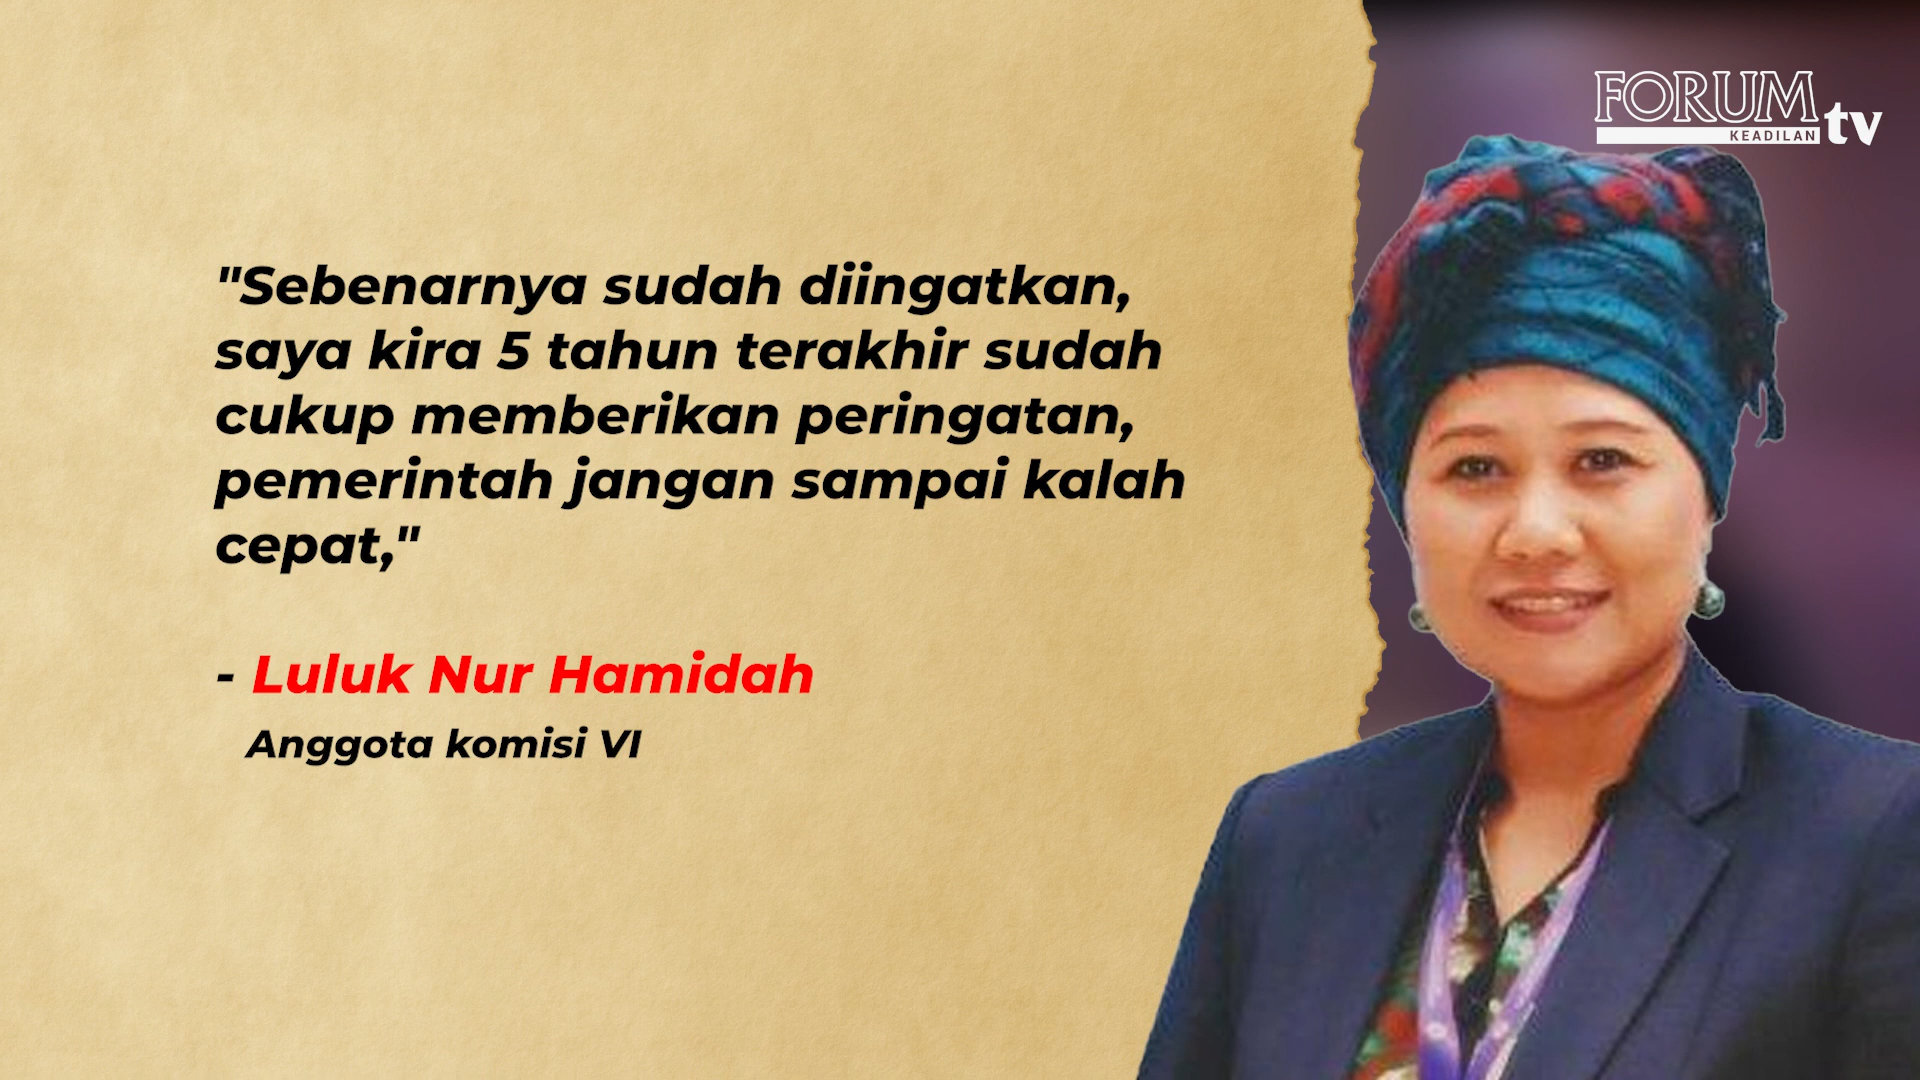 FORUM
KEADILAN
tv
"Sebenarnya sudah diingatkan,
saya kira 5 tahun terakhir sudah
cukup memberikan peringatan,
pemerintah jangan sampai kalah
cepat,"
- Luluk Nur Hamidah
Anggota komisi VI